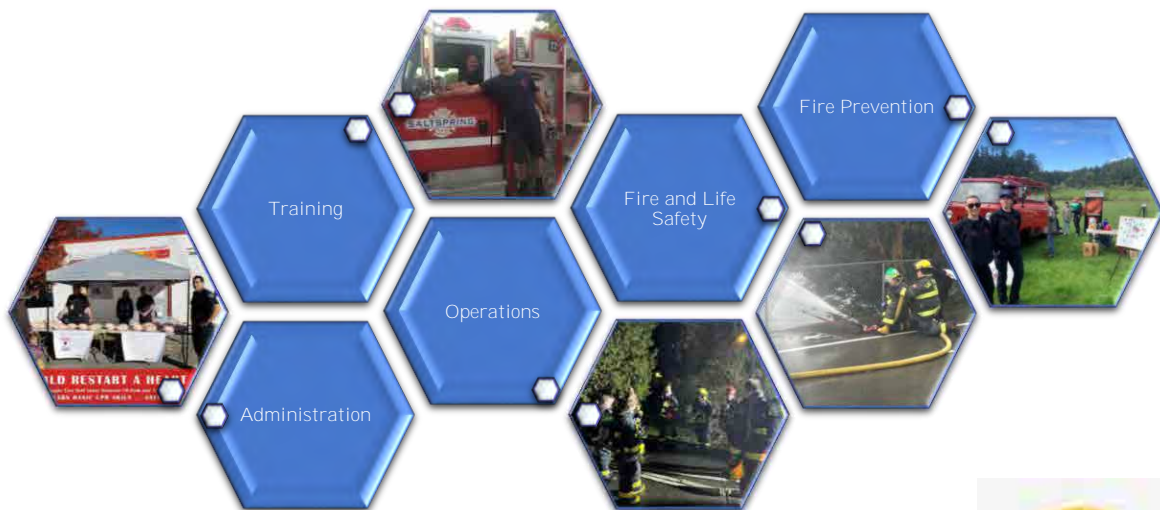 Fire Prevention
SALTSPRING
Training
Fire and Life
Safety
Operations
LD RESTART A HEART
Administration